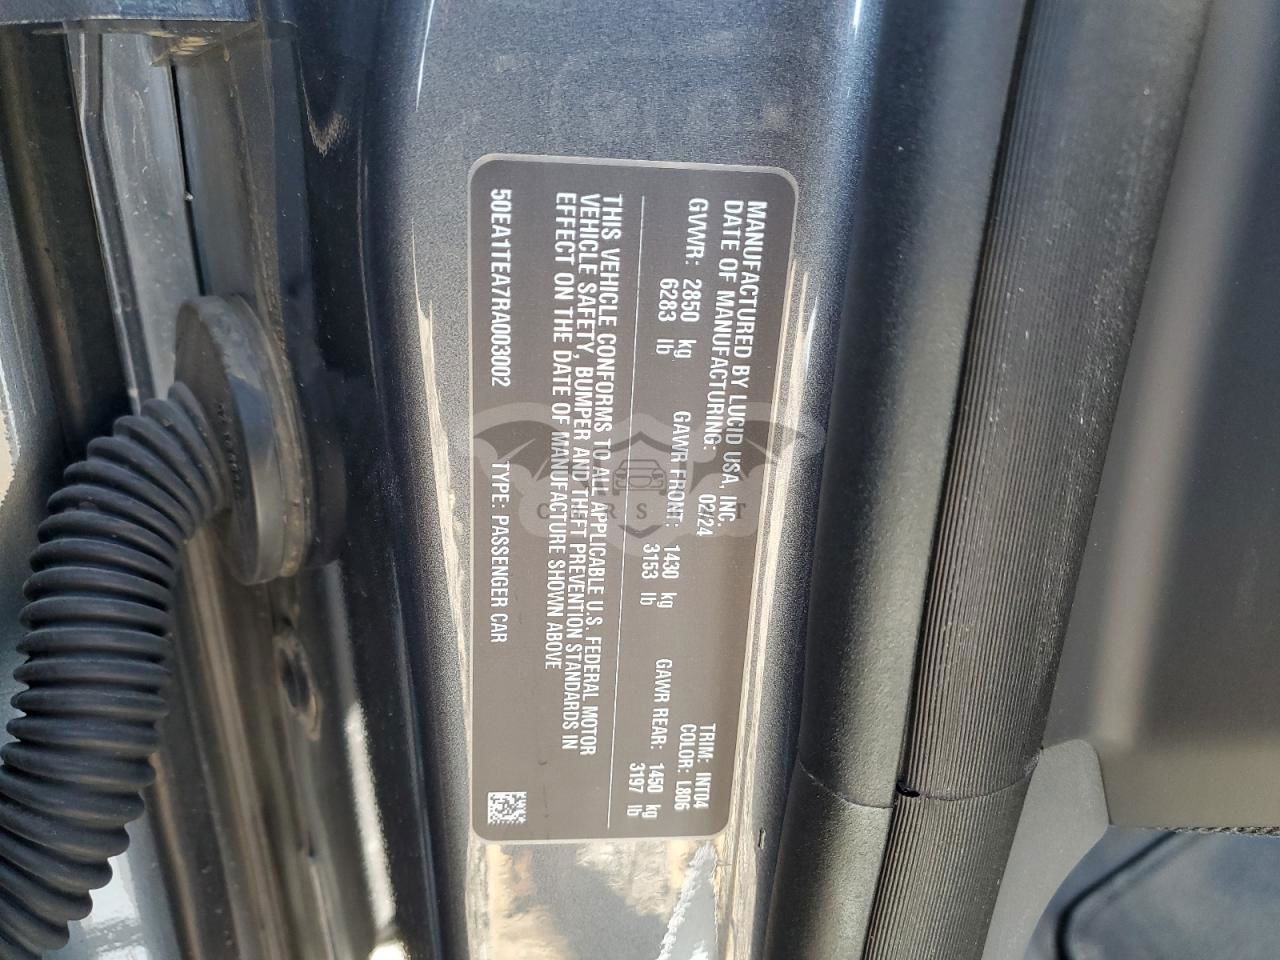 MANUFACTURED BY LUCID USA, INC.
DATE OF MANUFACTURING: 02/24
TRIM: INT04
COLOR: L806
GVWR: 2850 kg GAWR FRONT: 1430 kg GAWR REAR: 1450 kg
6283 lb 3153 lb 3197 lb
THIS VEHICLE CONFORMS TO ALL APPLICABLE U.S. FEDERAL MOTOR
VEHICLE SAFETY, BUMPER AND THEFT PREVENTION STANDARDS IN
EFFECT ON THE DATE OF MANUFACTURE SHOWN ABOVE
50EA1TEA7RA003002 TYPE: PASSENGER CAR